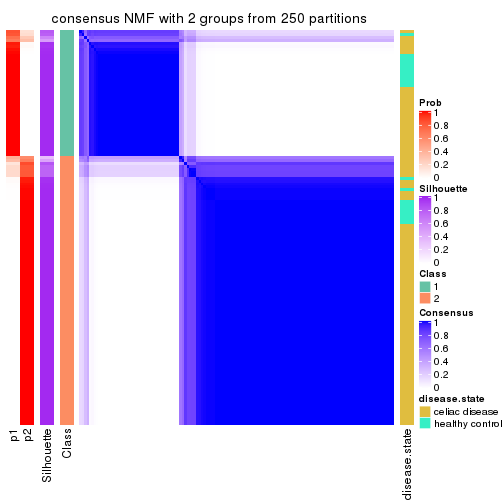 consensus NMF with 2 groups from 250 partitions
Prob
1
0.8
0.6
0.4
0.2
0
Silhouette
1
0.8
0.6
0.4
0.2
0
Class
1
2
Consensus
1
0.8
0.6
0.4
0.2
0
disease.state
celiac disease
healthy control
p1
p2
Silhouette
Class
disease.state